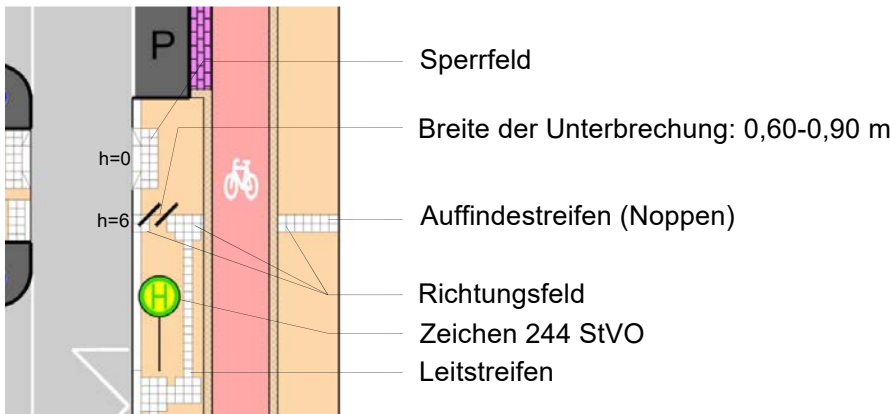 P
Sperrfeld
Breite der Unterbrechung: 0,60-0,90 m
h=0
h=6
Auffindestreifen (Noppen)
Richtungsfeld
H
Zeichen 244 StVO
Leitstreifen